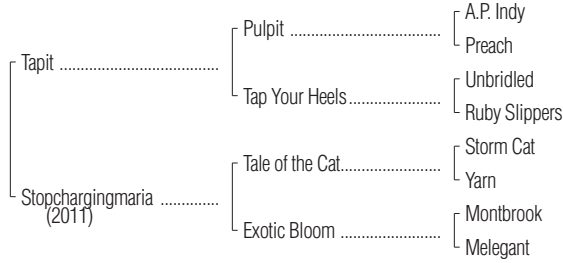 A.P. Indy
Pulpit ....................................
Preach
Tapit ......................................
Unbridled
Tap Your Heels.....................
Ruby Slippers
Storm Cat
Tale of the Cat.......................
Yarn
Stopchargingmaria ..............
(2011)
Montbrook
Exotic Bloom .......................
Melegant